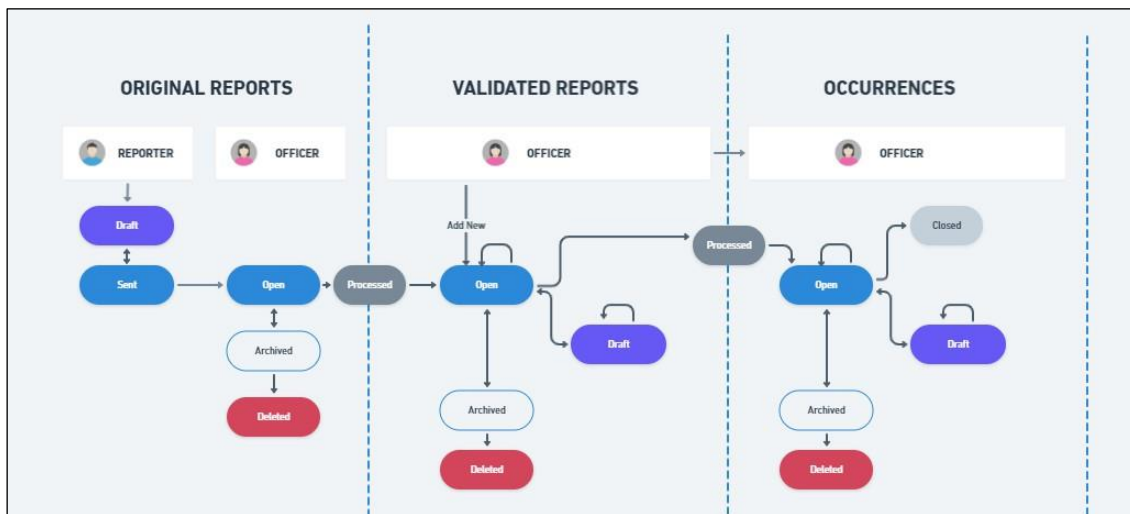 ORIGINAL REPORTS
VALIDATED REPORTS
OCCURRENCES
REPORTER
OFFICER
OFFICER
OFFICER
Draft
Add New
Closed
Processed
Sent
Open
Processed
Open
Open
Archived
Draft
Draft
Deleted
Archived
Archived
Deleted
Deleted